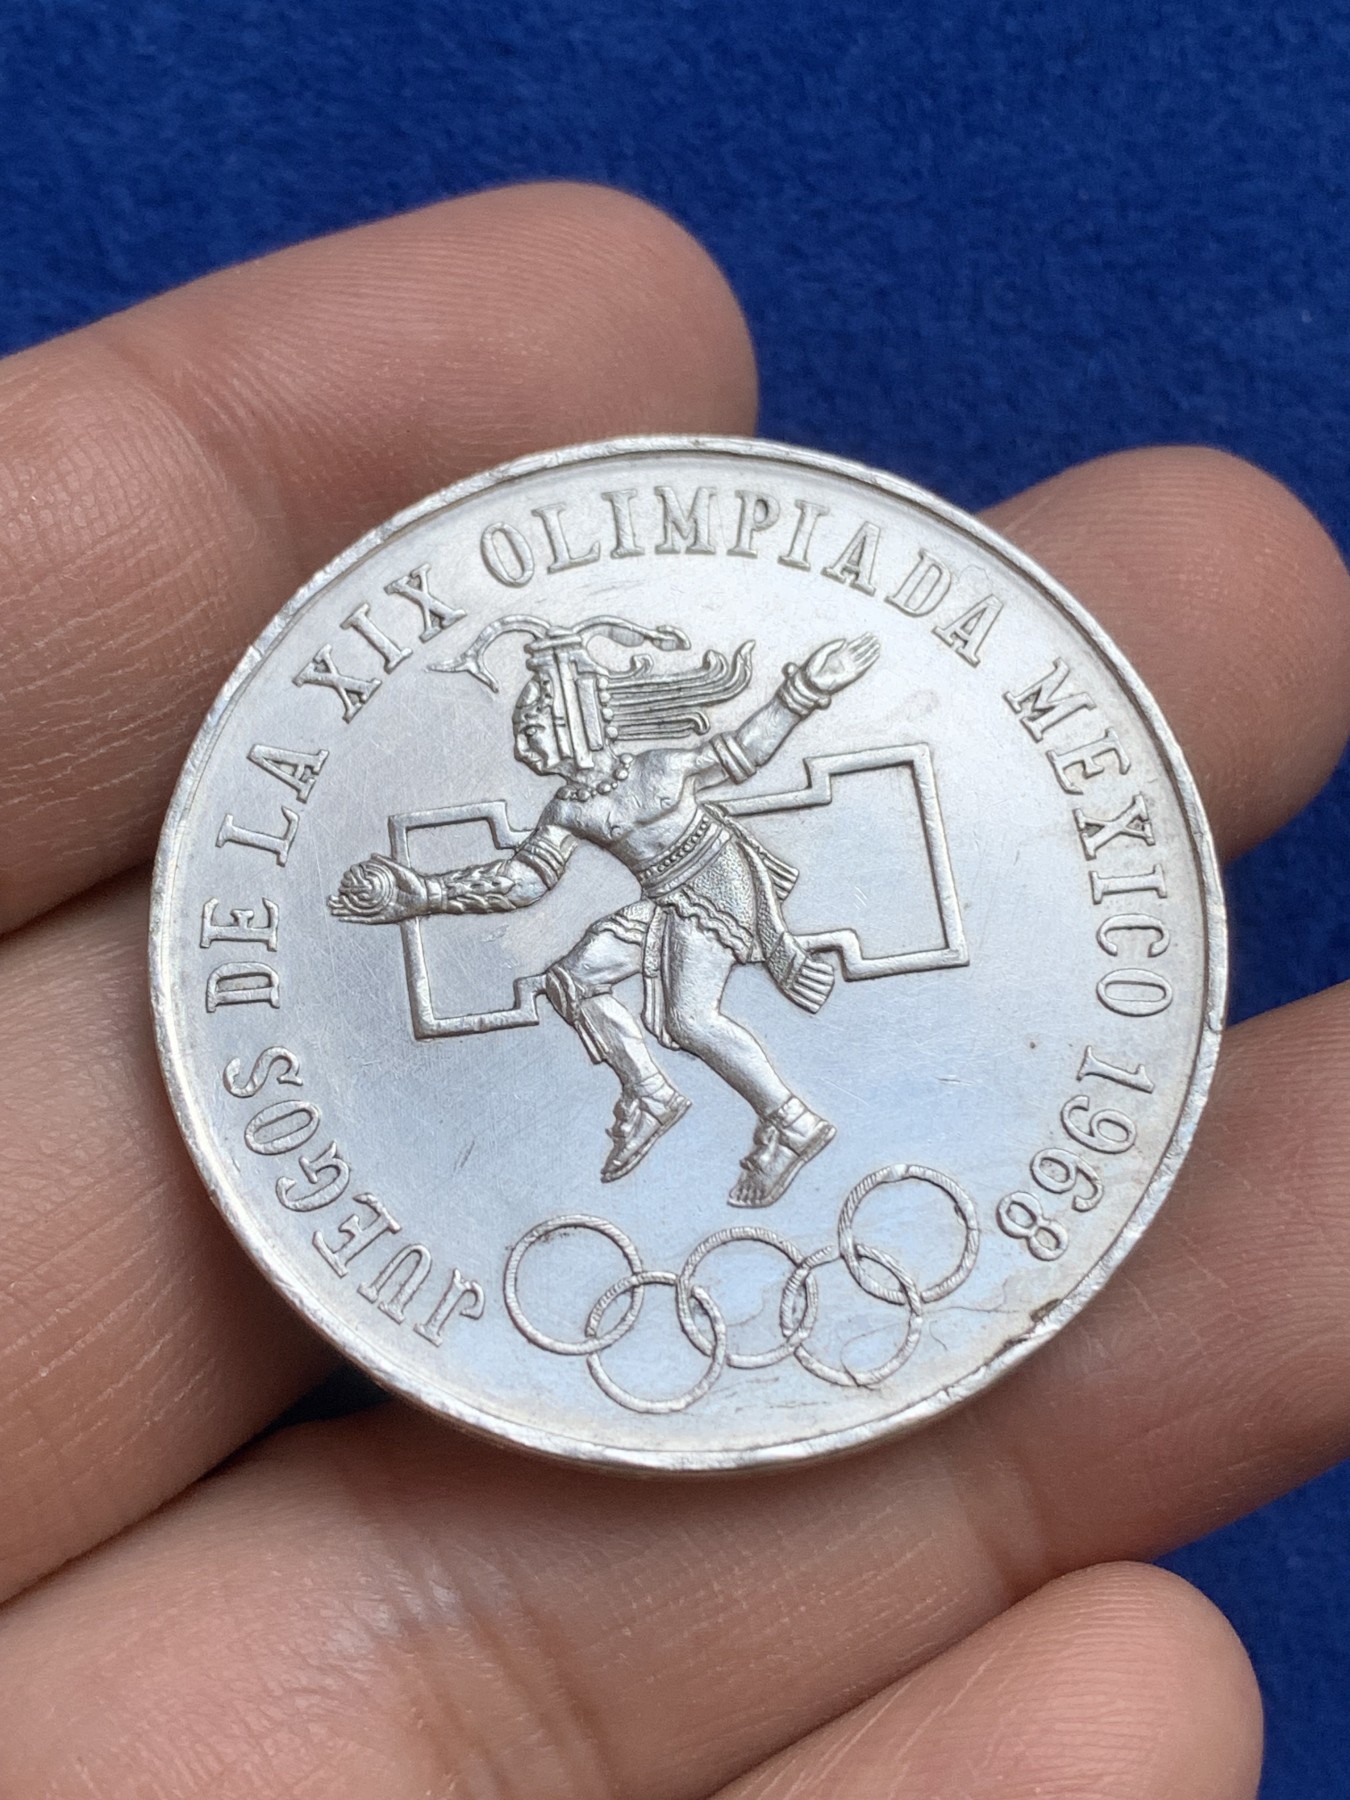 JUEGOS DE LA XIX OLIMPIADA MEXICO 1968